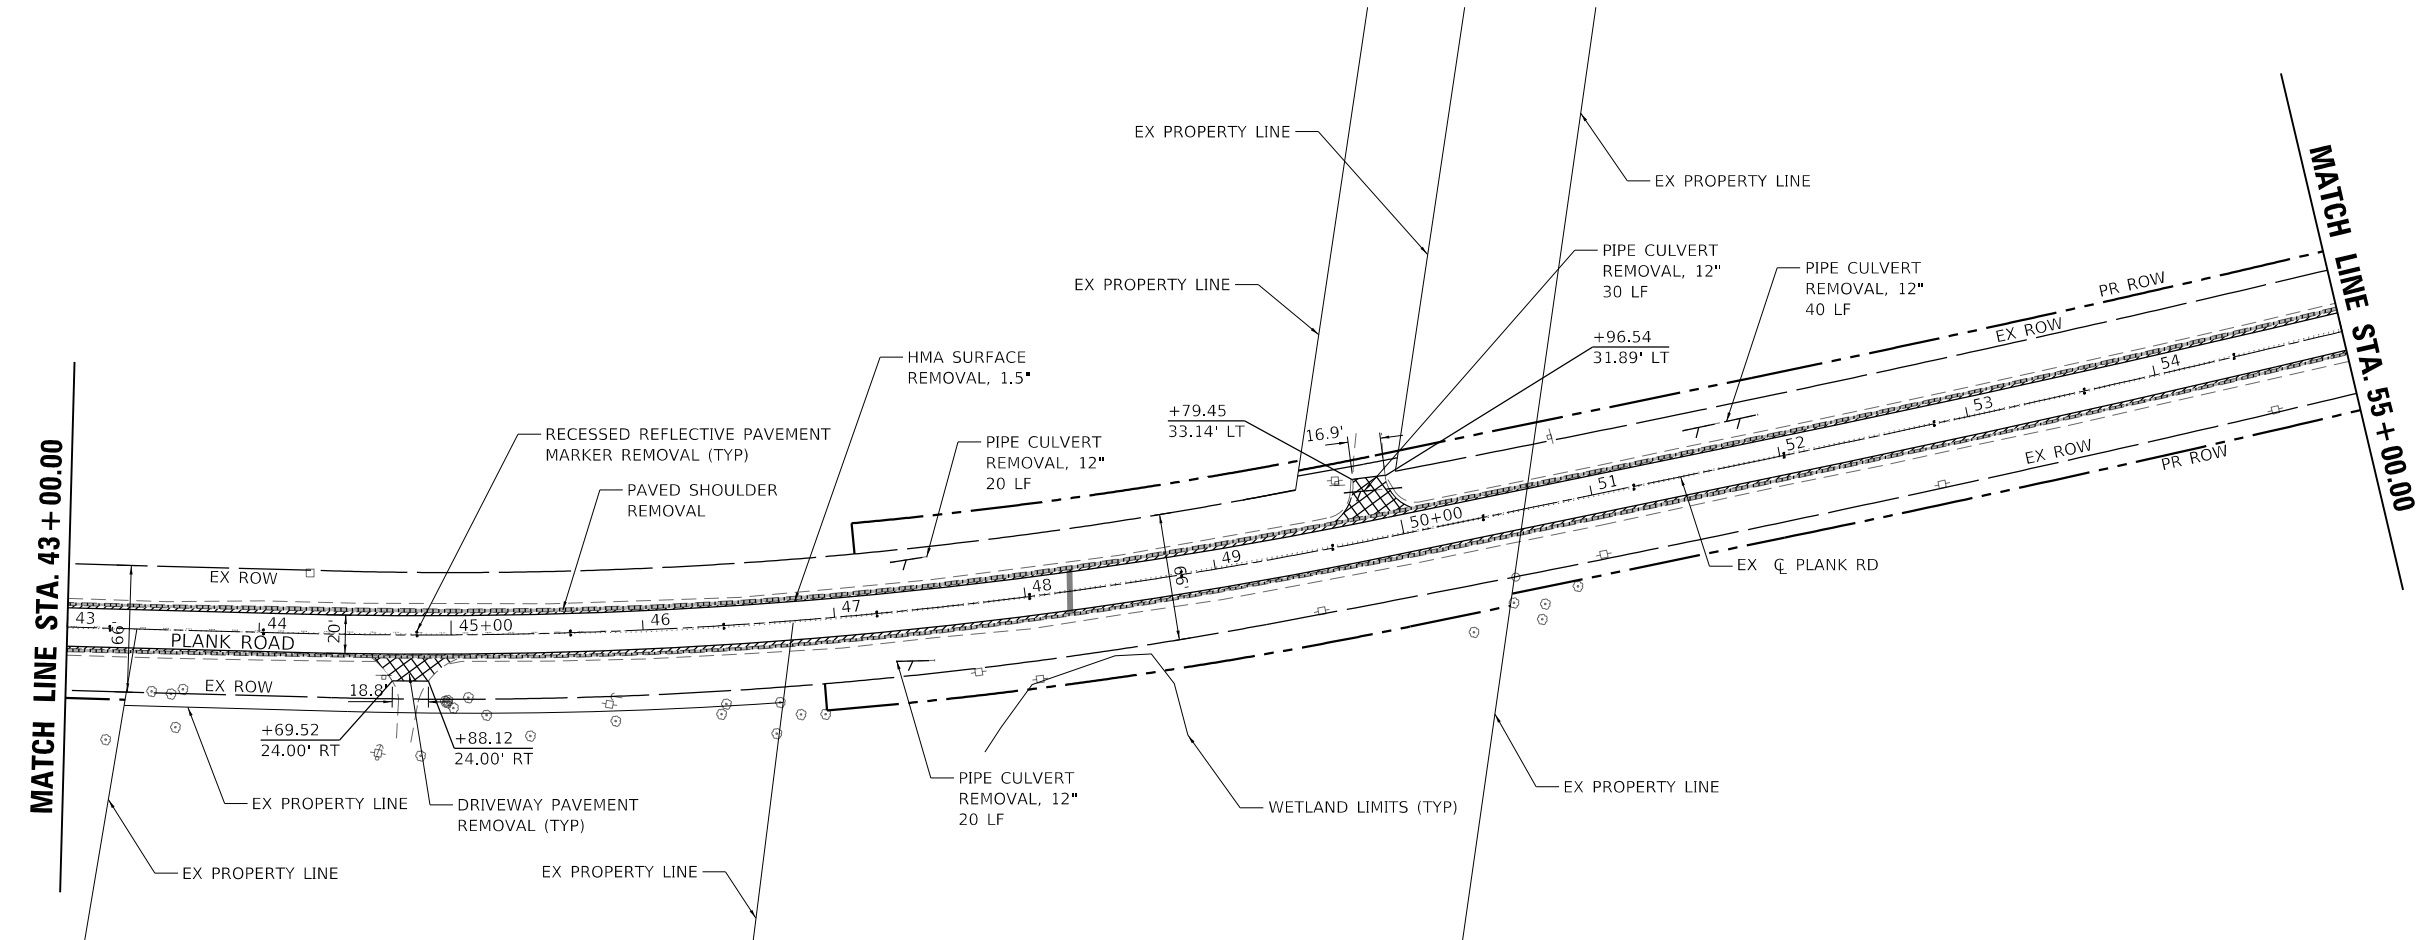 EX PROPERTY LINE
EX PROPERTY LINE
EX PROPERTY LINE
PIPE CULVERT
REMOVAL, 12"
30 LF
PIPE CULVERT
REMOVAL, 12"
40 LF
PR ROW
EX ROW
+96.54
31.89' LT
HMA SURFACE
REMOVAL, 1.5"
+79.45
33.14' LT
16.9'
RECESSED REFLECTIVE PAVEMENT
MARKER REMOVAL (TYP)
PIPE CULVERT
REMOVAL, 12"
20 LF
PAVED SHOULDER
REMOVAL
MATCH LINE STA. 43+00.00
MATCH LINE STA. 55+00.00
EX ROW
66'
43
44
45+00
46
47
48
49
50+00
51
52
53
54
20'
66'
PLANK ROAD
EX ROW
PR ROW
EX ℄ PLANK RD
EX ROW
18.8'
+69.52
24.00' RT
+88.12
24.00' RT
EX PROPERTY LINE
DRIVEWAY PAVEMENT
REMOVAL (TYP)
PIPE CULVERT
REMOVAL, 12"
20 LF
WETLAND LIMITS (TYP)
EX PROPERTY LINE
EX PROPERTY LINE
EX PROPERTY LINE